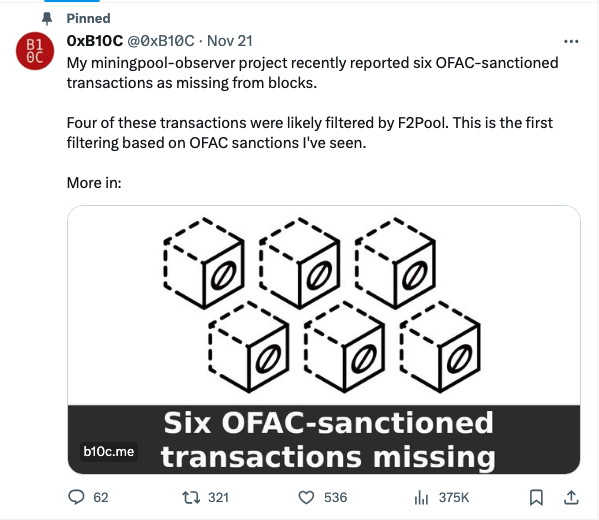 Pinned
B1
0C
0xB10C @0xB10C · Nov 21
My miningpool-observer project recently reported six OFAC-sanctioned
transactions as missing from blocks.
Four of these transactions were likely filtered by F2Pool. This is the first
filtering based on OFAC sanctions I've seen.
More in:
Six OFAC-sanctioned
transactions missing
b10c.me
62 321 536 375K